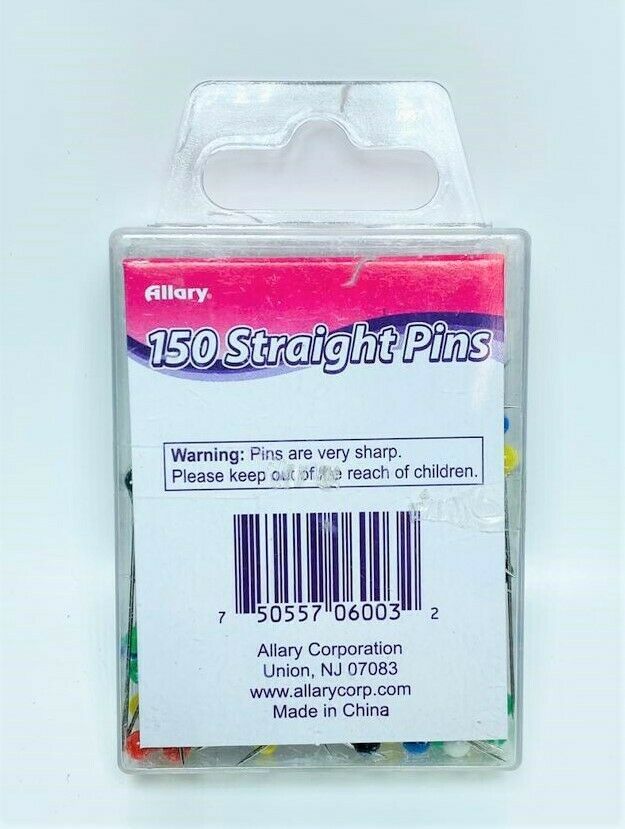 Allary®
150 Straight Pins
Warning: Pins are very sharp.
Please keep out of the reach of children.
7 50557 06003 2
Allary Corporation
Union, NJ 07083
www.allarycorp.com
Made in China